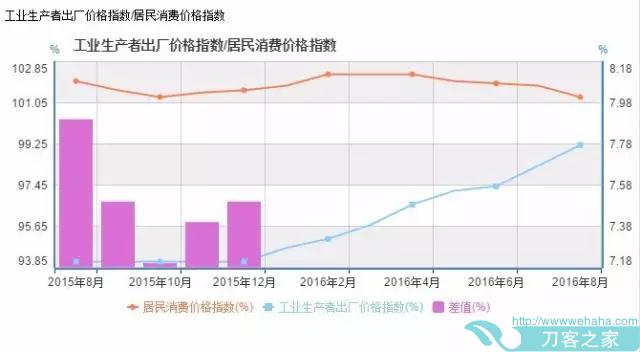 工业生产者出厂价格指数/居民消费价格指数
工业生产者出厂价格指数/居民消费价格指数
% %
102.85 8.18
101.05 7.98
99.25 7.78
97.45 7.58
95.65 7.38
93.85 7.18
2015年8月 2015年10月 2015年12月 2016年2月 2016年4月 2016年6月 2016年8月
居民消费价格指数(%) 工业生产者出厂价格指数(%) 差值(%)
http://www.wehaha.com
刀客之家